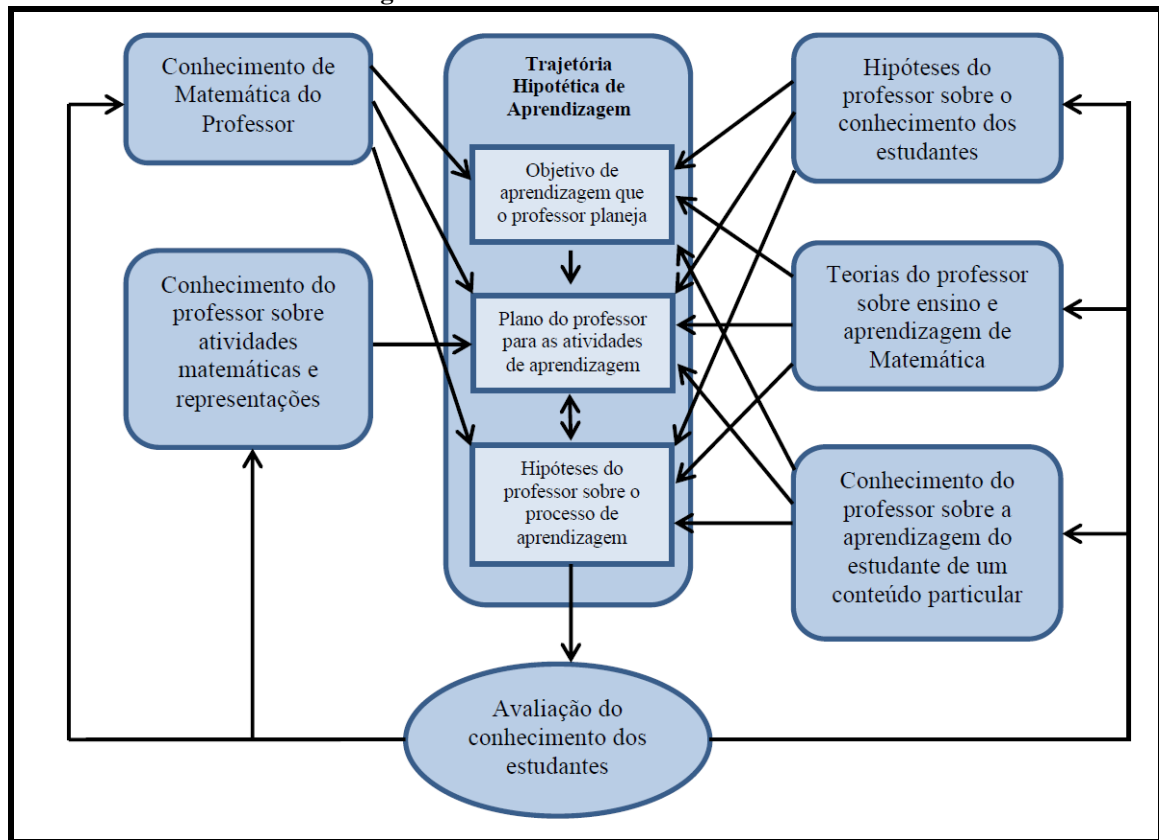 Conhecimento de
Matemática do
Professor
Conhecimento do
professor sobre
atividades
matemáticas e
representações
Trajetória
Hipotética de
Aprendizagem
Objetivo de
aprendizagem que
o professor planeja
Plano do professor
para as atividades
de aprendizagem
Hipóteses do
professor sobre o
processo de
aprendizagem
Hipóteses do
professor sobre o
conhecimento dos
estudantes
Teorias do professor
sobre ensino e
aprendizagem de
Matemática
Conhecimento do
professor sobre a
aprendizagem do
estudante de um
conteúdo particular
Avaliação do
conhecimento dos
estudantes